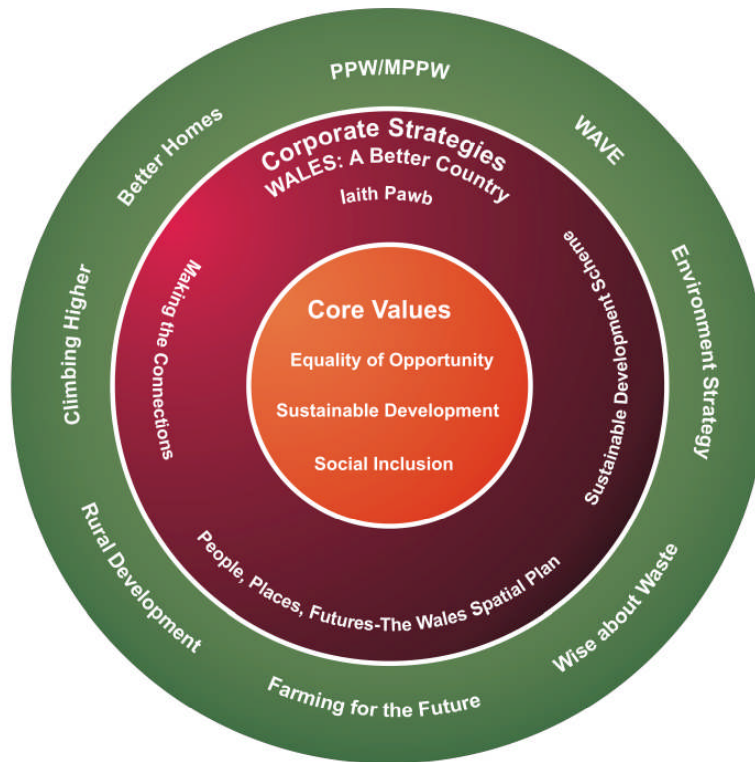 PPW/MPPW
WAVE
Environment Strategy
Wise about Waste
Farming for the Future
Rural Development
Climbing Higher
Better Homes
Corporate Strategies
WALES: A Better Country
Iaith Pawb
Sustainable Development Scheme
People, Places, Futures-The Wales Spatial Plan
Making the Connections
Core Values
Equality of Opportunity
Sustainable Development
Social Inclusion